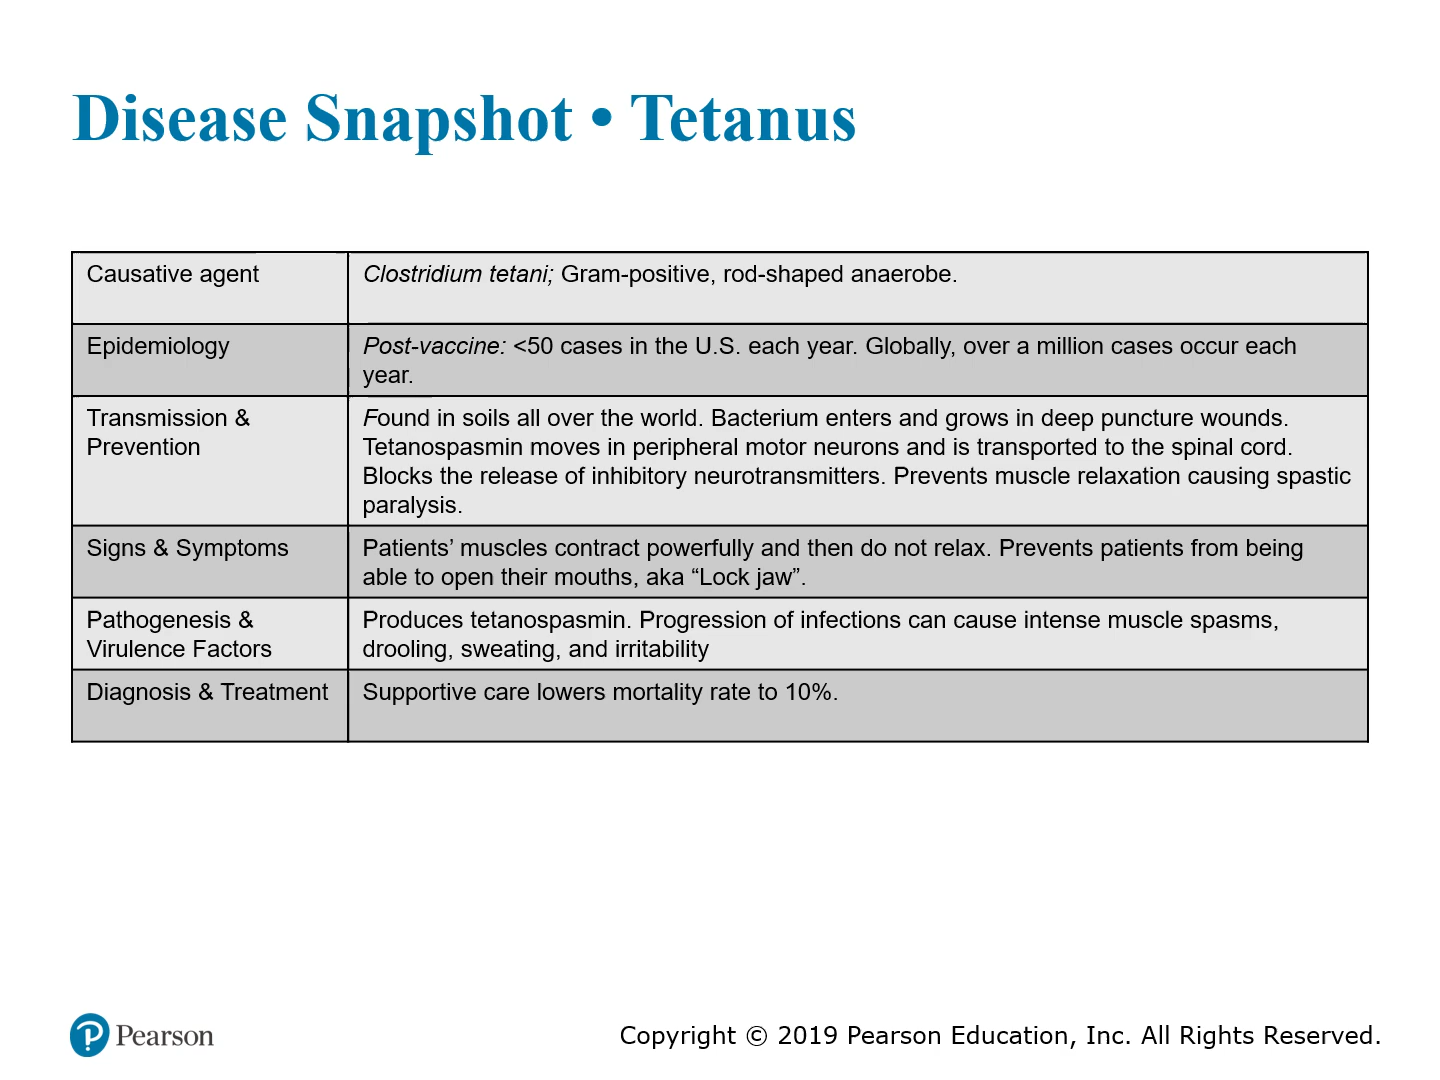 Disease Snapshot • Tetanus
Causative agent
Clostridium tetani; Gram-positive, rod-shaped anaerobe.
Epidemiology
Post-vaccine: <50 cases in the U.S. each year. Globally, over a million cases occur each
year.
Transmission &
Prevention
Found in soils all over the world. Bacterium enters and grows in deep puncture wounds.
Tetanospasmin moves in peripheral motor neurons and is transported to the spinal cord.
Blocks the release of inhibitory neurotransmitters. Prevents muscle relaxation causing spastic
paralysis.
Signs & Symptoms
Patients’ muscles contract powerfully and then do not relax. Prevents patients from being
able to open their mouths, aka “Lock jaw”.
Pathogenesis &
Virulence Factors
Produces tetanospasmin. Progression of infections can cause intense muscle spasms,
drooling, sweating, and irritability
Diagnosis & Treatment
Supportive care lowers mortality rate to 10%.
Pearson
Copyright © 2019 Pearson Education, Inc. All Rights Reserved.